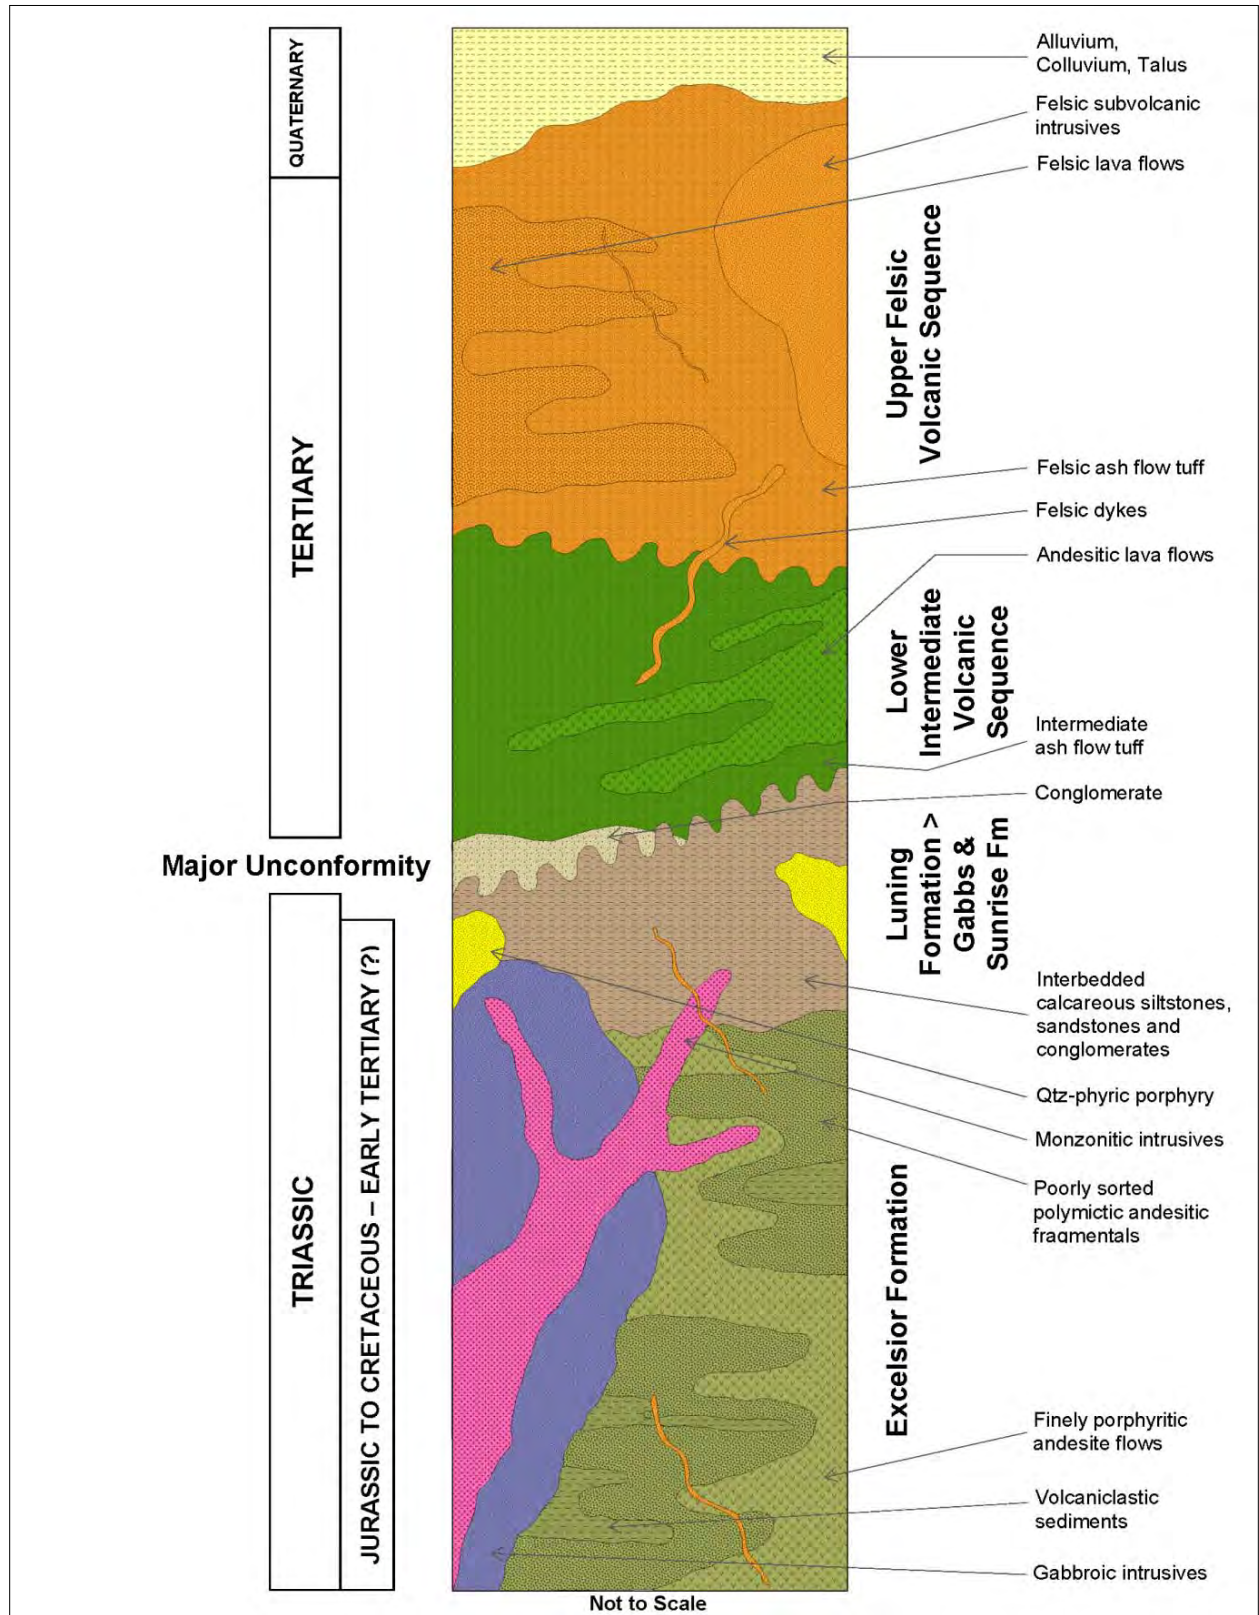 QUATERNARY
TERTIARY
Major Unconformity
TRIASSIC
JURASSIC TO CRETACEOUS – EARLY TERTIARY (?)
Upper Felsic
Volcanic Sequence
Lower
Intermediate
Volcanic
Sequence
Luning
Formation >
Gabbs &
Sunrise Fm
Excelsior Formation
Alluvium,
Colluvium, Talus
Felsic subvolcanic
intrusives
Felsic lava flows
Felsic ash flow tuff
Felsic dykes
Andesitic lava flows
Intermediate
ash flow tuff
Conglomerate
Interbedded
calcareous siltstones,
sandstones and
conglomerates
Qtz-phyric porphyry
Monzonitic intrusives
Poorly sorted
polymictic andesitic
fragmentals
Finely porphyritic
andesite flows
Volcaniclastic
sediments
Gabbroic intrusives
Not to Scale